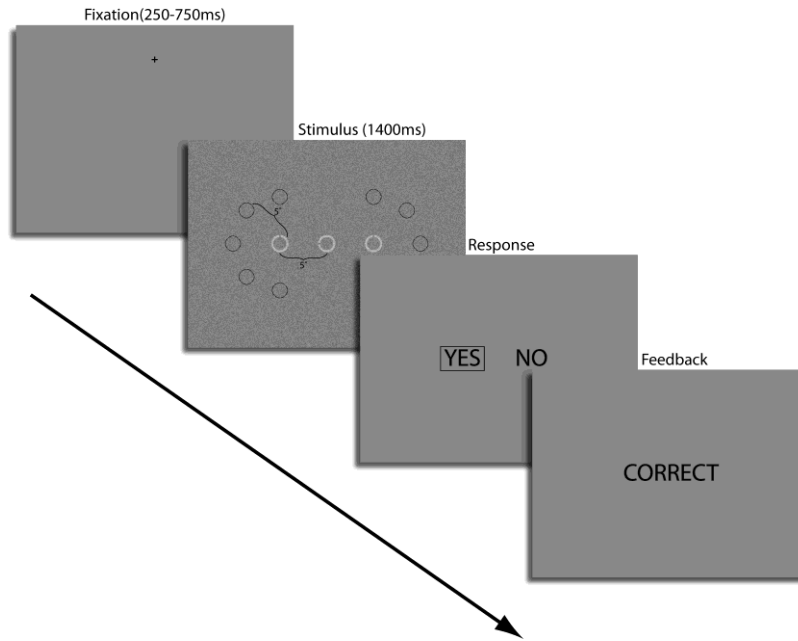 Fixation(250-750ms)
+
Stimulus (1400ms)
5°
5°
Response
YES NO
Feedback
CORRECT